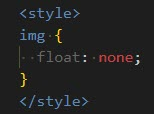 <style>
img {
  float: none;
}
</style>